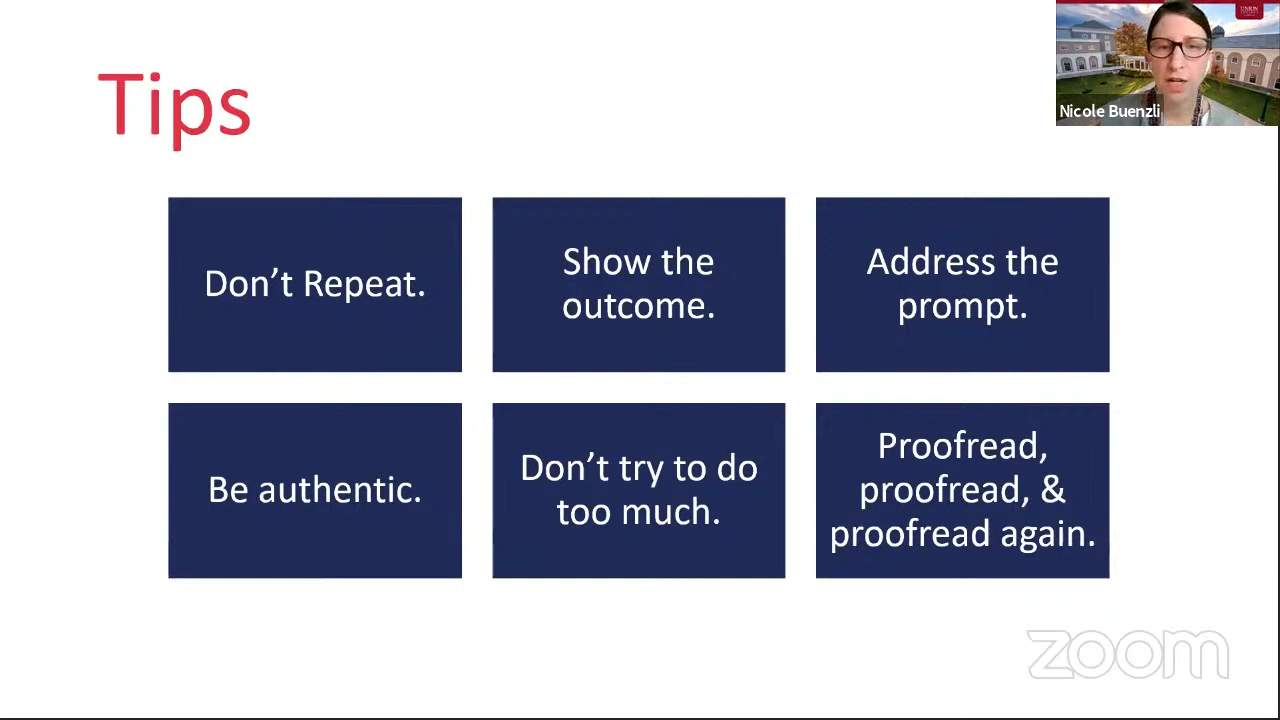 Tips
UNION
Nicole Buenzli
Don’t Repeat.
Show the
outcome.
Address the
prompt.
Be authentic.
Don’t try to do
too much.
Proofread,
proofread, &
proofread again.
zoom